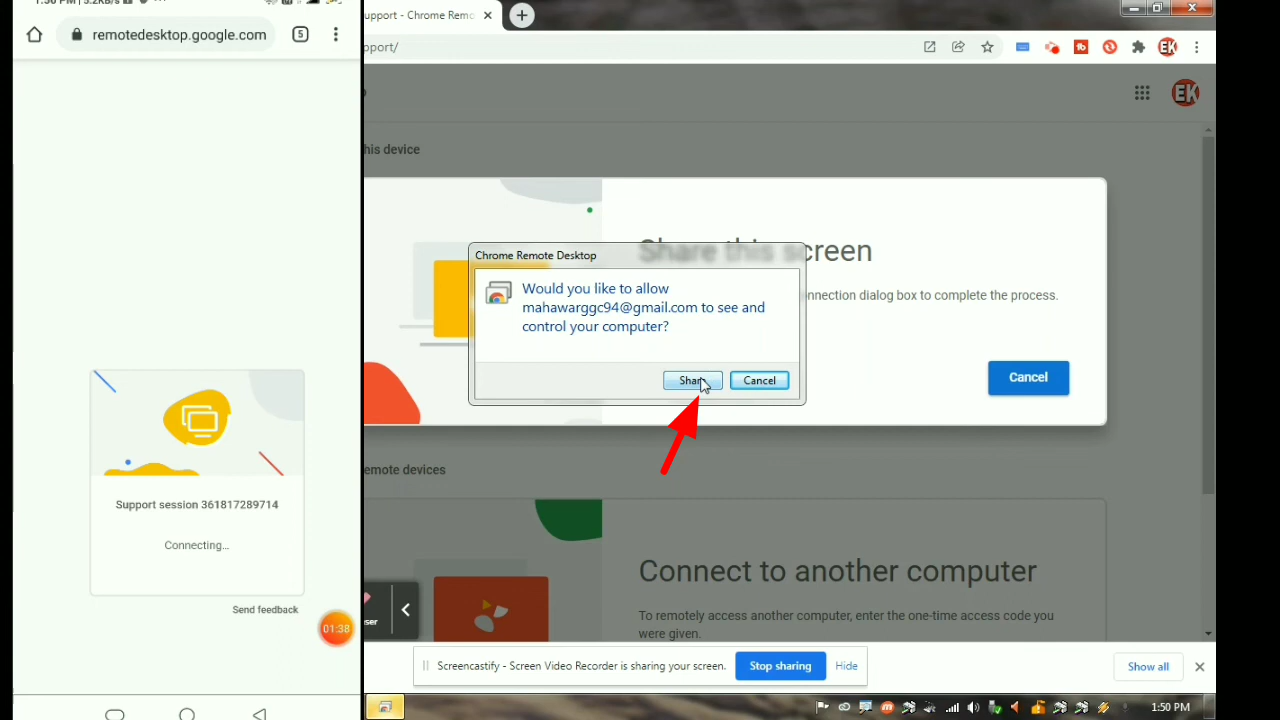 remotedesktop.google.com
5
Support session 361817289714
Connecting...
Send feedback
01:38
upport - Chrome Remo
pport/
EK
EK
his device
Share this screen
nnection dialog box to complete the process.
Cancel
Chrome Remote Desktop
Would you like to allow
mahawarggc94@gmail.com to see and
control your computer?
Share
Cancel
emote devices
Connect to another computer
To remotely access another computer, enter the one-time access code you
were given.
ser
Screencastify - Screen Video Recorder is sharing your screen.
Stop sharing
Hide
Show all
1:50 PM